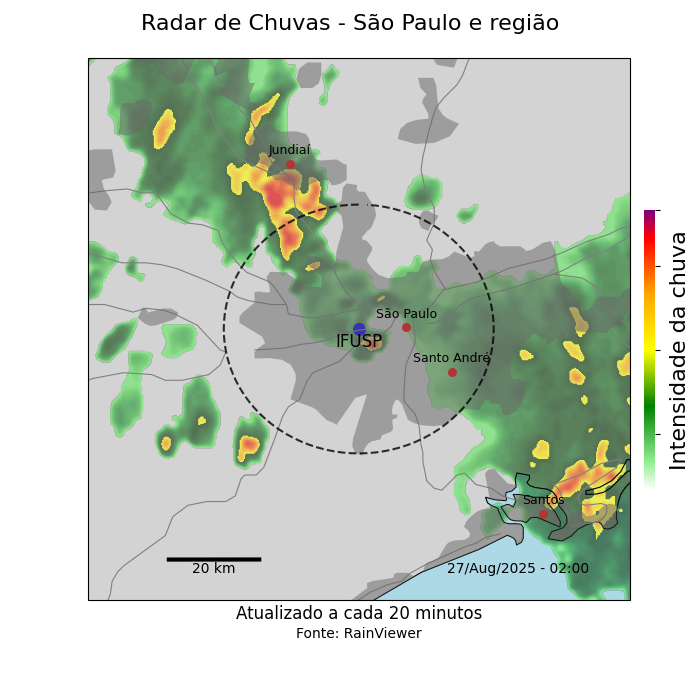 Radar de Chuvas - São Paulo e região
Jundiaí
São Paulo
IFUSP
Santo André
Santos
20 km
27/Aug/2025 - 02:00
Intensidade da chuva
Atualizado a cada 20 minutos
Fonte: RainViewer